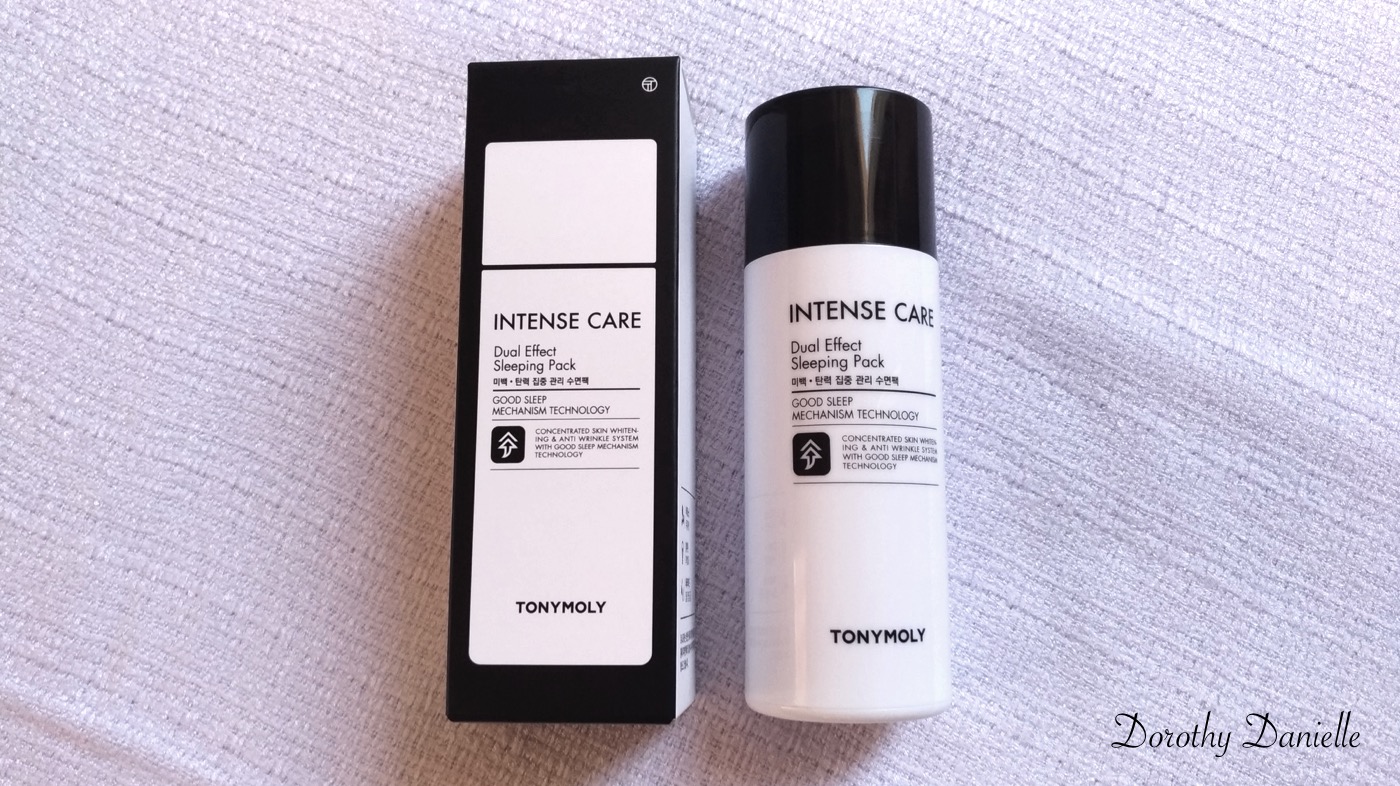 INTENSE CARE
Dual Effect
Sleeping Pack
미백 • 탄력 집중 관리 수면팩
GOOD SLEEP
MECHANISM TECHNOLOGY
CONCENTRATED SKIN WHITEN-
ING & ANTI WRINKLE SYSTEM
WITH GOOD SLEEP MECHANISM
TECHNOLOGY
TONYMOLY
INTENSE CARE
Dual Effect
Sleeping Pack
미백 • 탄력 집중 관리 수면팩
GOOD SLEEP
MECHANISM TECHNOLOGY
CONCENTRATED SKIN WHITEN-
ING & ANTI WRINKLE SYSTEM
WITH GOOD SLEEP MECHANISM
TECHNOLOGY
TONYMOLY
Dorothy Danielle